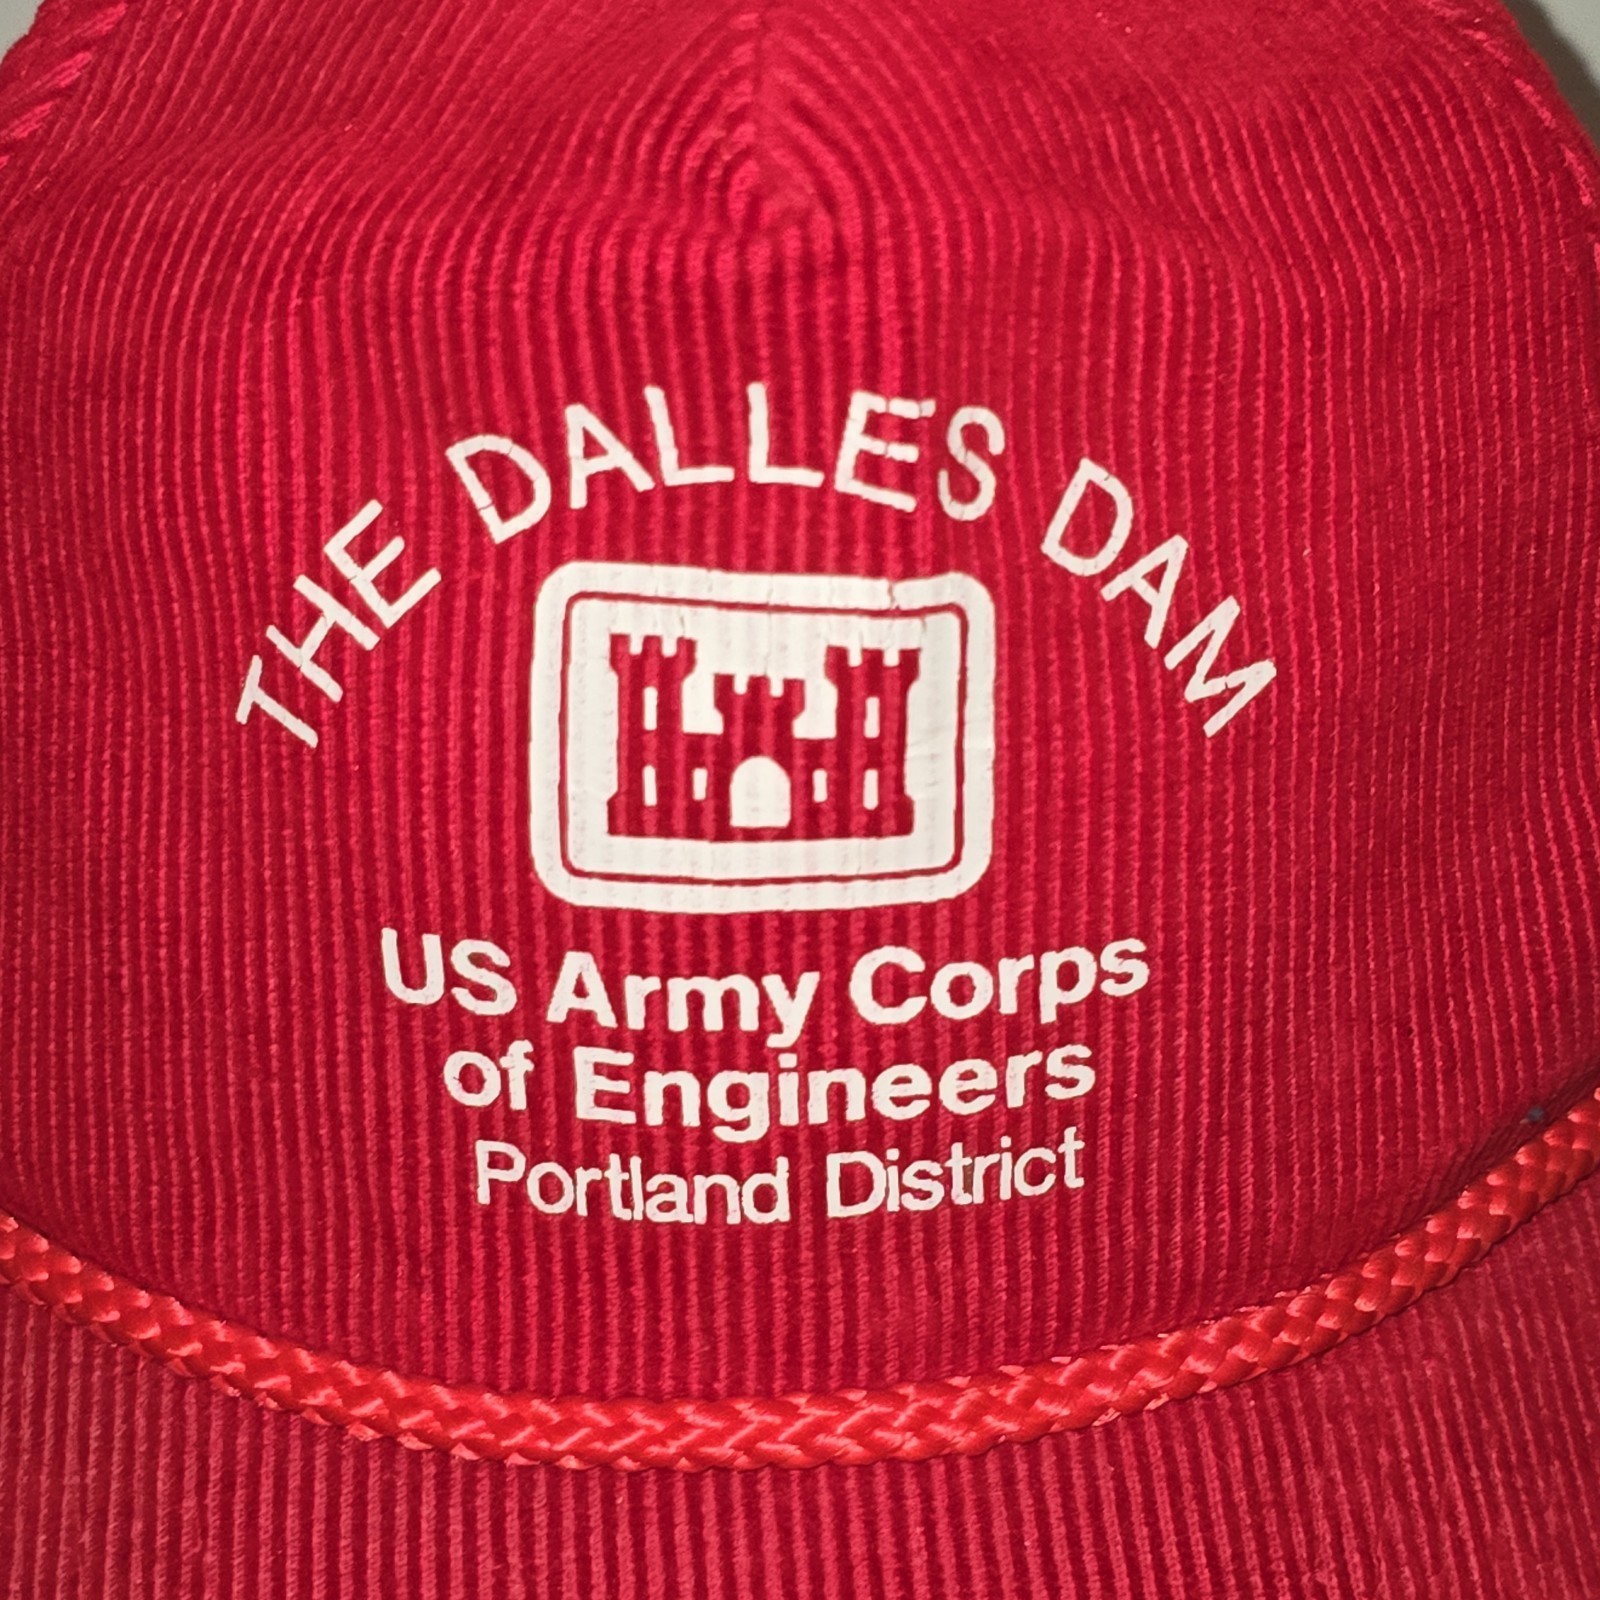 THE DALLES DAM
US Army Corps
of Engineers
Portland District